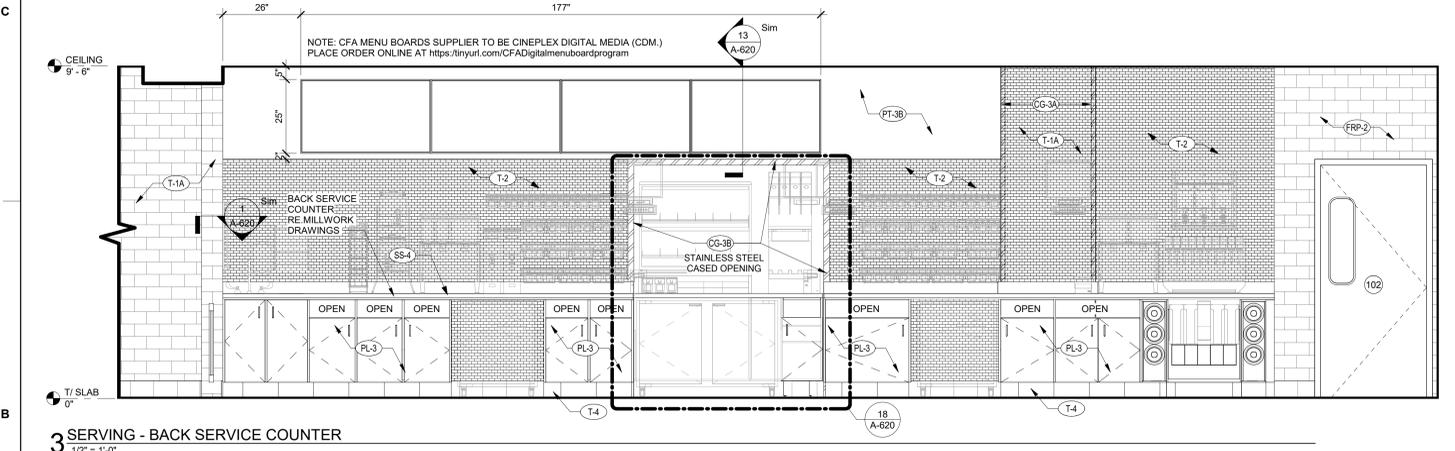 C
26"
177"
13
A-620
Sim
NOTE: CFA MENU BOARDS SUPPLIER TO BE CINEPLEX DIGITAL MEDIA (CDM.)
PLACE ORDER ONLINE AT https:/tinyurl.com/CFADigitalmenuboardprogram
CEILING
9' - 6"
5"
25"
2"
CG-3A
PT-3B
T-1A
T-2
FRP-2
T-1A
T-2
T-2
BACK SERVICE
COUNTER
RE.MILLWORK
DRAWINGS
1
A-620
Sim
SS-4
CG-3B
STAINLESS STEEL
CASED OPENING
102
OPEN
OPEN
OPEN
OPEN
OPEN
OPEN
OPEN
OPEN
PL-3
PL-3
PL-3
PL-3
T/ SLAB
0"
T-4
T-4
18
A-620
B
3 SERVING - BACK SERVICE COUNTER
1/2" = 1'-0"